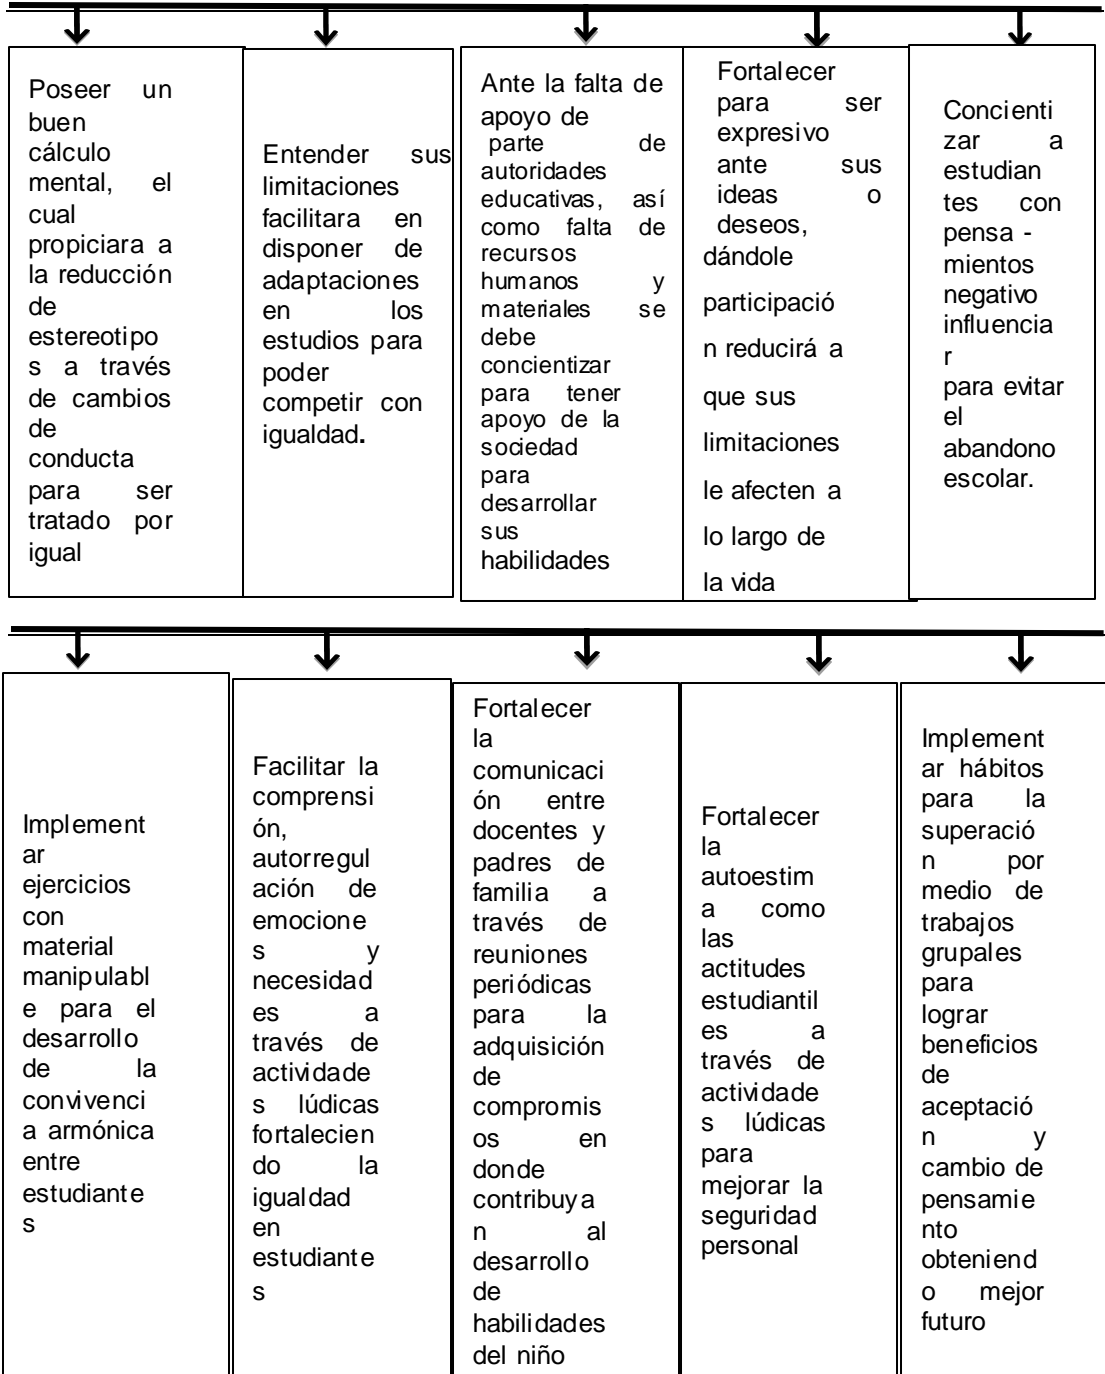 Poseer un
buen
cálculo
mental, el
cual
propiciara a
la reducción
de
estereotipo
s a través
de cambios
de
conducta
para ser
tratado por
igual
Entender sus
limitaciones
facilitara en
disponer de
adaptaciones
en los
estudios para
poder
competir con
igualdad.
Ante la falta de
apoyo de
parte de
autoridades
educativas, así
como falta de
recursos
humanos y
materiales se
debe
concientizar
para tener
apoyo de la
sociedad
para
desarrollar
sus
habilidades
Fortalecer
para ser
expresivo
ante sus
ideas o
deseos,
dándole
participació
n reducirá a
que sus
limitaciones
le afecten a
lo largo de
la vida
Concienti
zar a
estudian
tes con
pensa -
mientos
negativo
influencia
r
para evitar
el
abandono
escolar.
Implement
ar
ejercicios
con
material
manipulabl
e para el
desarrollo
de la
convivenci
a armónica
entre
estudiante
s
Facilitar la
comprensi
ón,
autorregul
ación de
emocione
s y
necesidad
es a
través de
actividade
s lúdicas
fortalecien
do la
igualdad
en
estudiante
s
Fortalecer
la
comunicaci
ón entre
docentes y
padres de
familia a
través de
reuniones
periódicas
para la
adquisición
de
compromis
os en
donde
contribuya
n al
desarrollo
de
habilidades
del niño
Fortalecer
la
autoestim
a como
las
actitudes
estudiantil
es a
través de
actividade
s lúdicas
para
mejorar la
seguridad
personal
Implement
ar hábitos
para la
superació
n por
medio de
trabajos
grupales
para
lograr
beneficios
de
aceptació
n y
cambio de
pensamie
nto
obteniend
o mejor
futuro